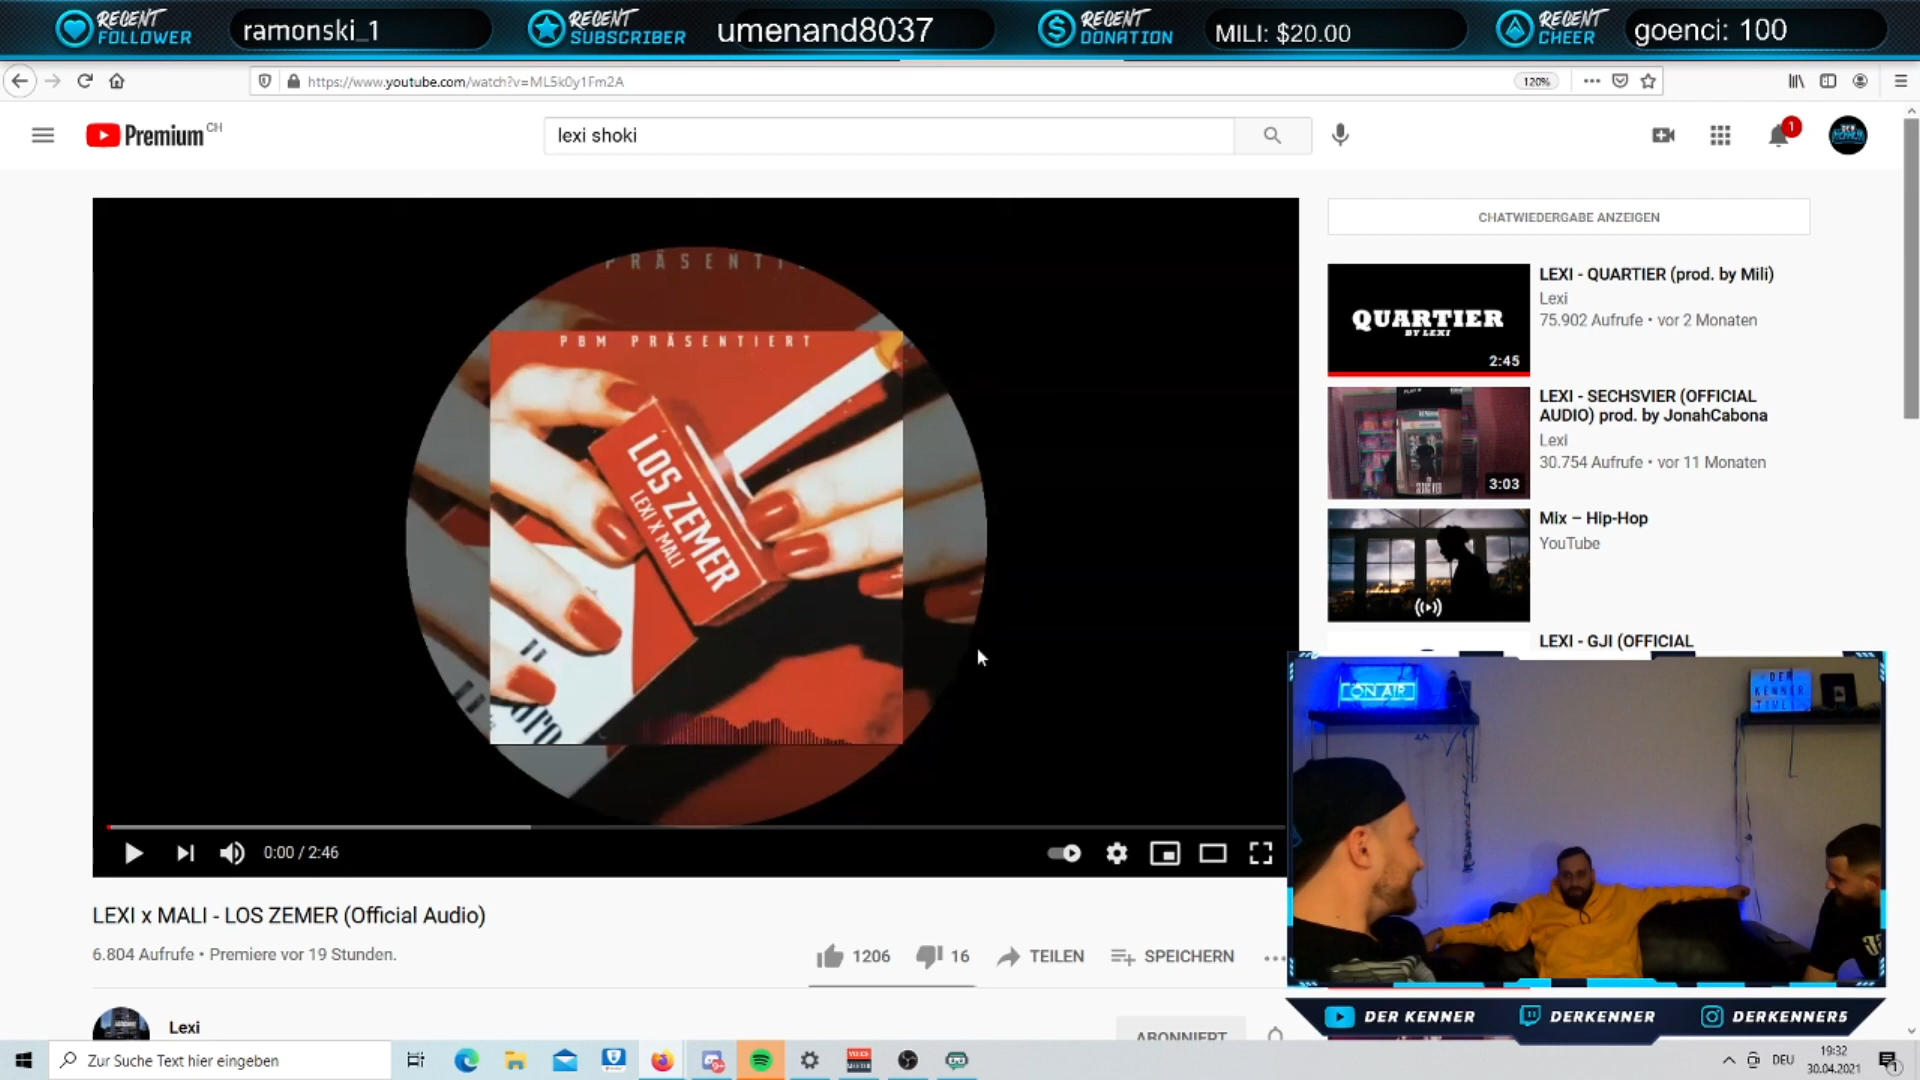 RECENT FOLLOWER
ramonski_1
RECENT SUBSCRIBER
umenand8037
RECENT DONATION
MILI: $20.00
RECENT CHEER
goenci: 100
https://www.youtube.com/watch?v=ML5k0y1Fm2A
120%
Premium CH
lexi shoki
1
PRÄSENTI
PBM PRÄSENTIERT
LOS ZEMER
LEXI X MALI
0:00 / 2:46
CHATWIEDERGABE ANZEIGEN
QUARTIER
BY LEXI
2:45
LEXI - QUARTIER (prod. by Mili)
Lexi
75.902 Aufrufe • vor 2 Monaten
3:03
LEXI - SECHSVIER (OFFICIAL
AUDIO) prod. by JonahCabona
Lexi
30.754 Aufrufe • vor 11 Monaten
Mix – Hip-Hop
YouTube
LEXI - GJI (OFFICIAL
ON AIR
DER
KENNER
LEXI x MALI - LOS ZEMER (Official Audio)
6.804 Aufrufe • Premiere vor 19 Stunden.
1206
16
TEILEN
SPEICHERN
Lexi
ABONNIERT
DER KENNER
DERKENNER
DERKENNER5
Zur Suche Text hier eingeben
DEU
19:32
30.04.2021